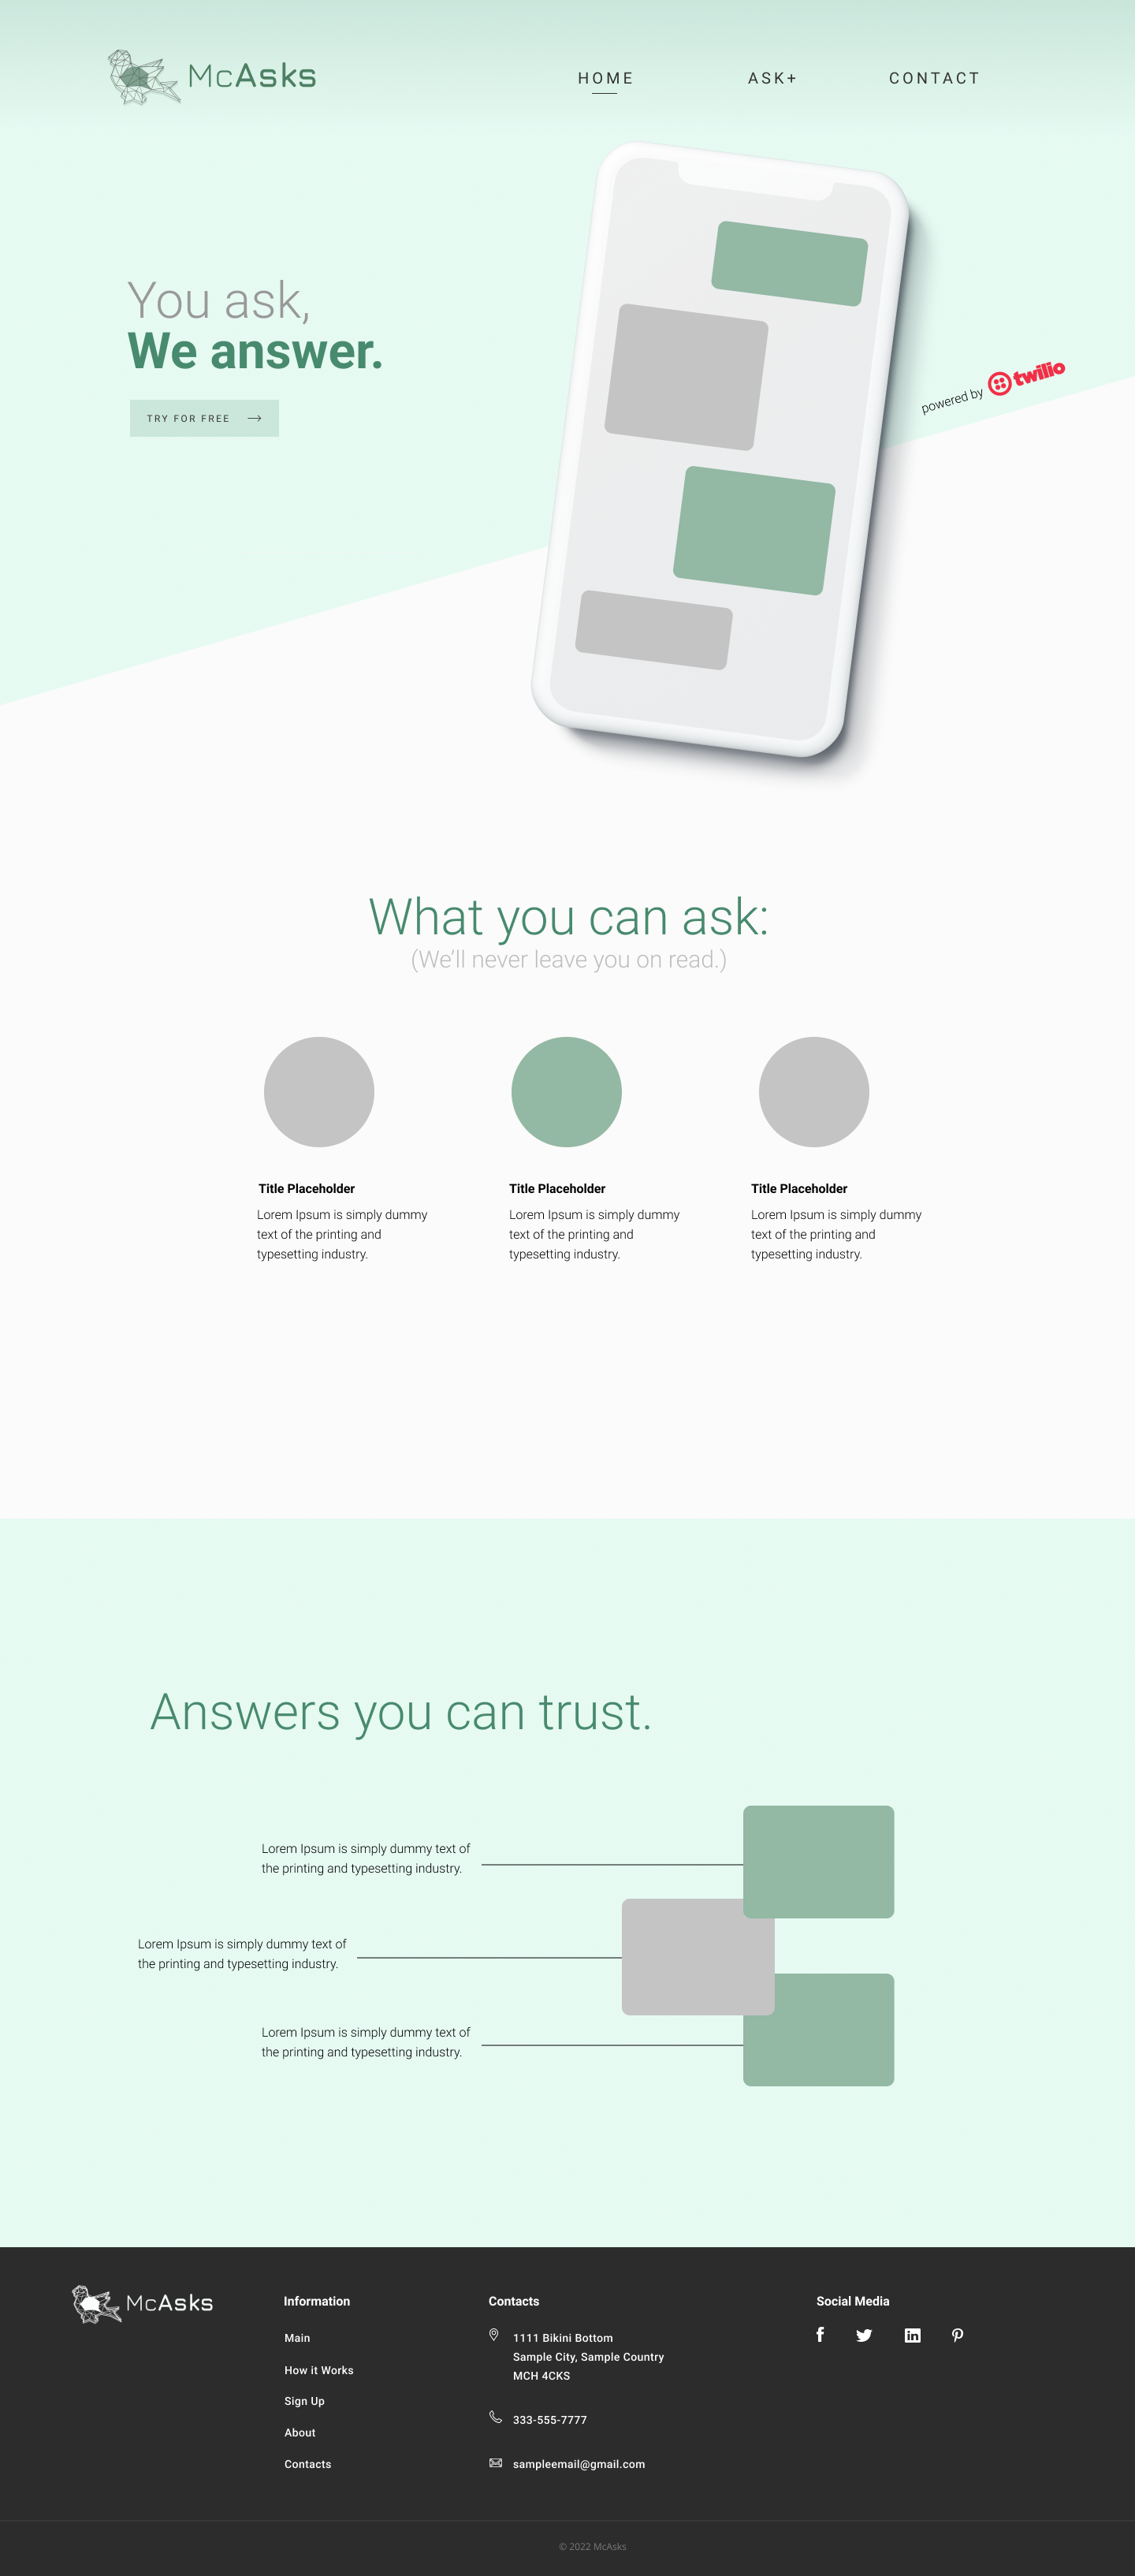 McAsks
HOME
ASK+
CONTACT
You ask,
We answer.
TRY FOR FREE
powered by twilio
What you can ask:
(We’ll never leave you on read.)
Title Placeholder
Lorem Ipsum is simply dummy
text of the printing and
typesetting industry.
Title Placeholder
Lorem Ipsum is simply dummy
text of the printing and
typesetting industry.
Title Placeholder
Lorem Ipsum is simply dummy
text of the printing and
typesetting industry.
Answers you can trust.
Lorem Ipsum is simply dummy text of
the printing and typesetting industry.
Lorem Ipsum is simply dummy text of
the printing and typesetting industry.
Lorem Ipsum is simply dummy text of
the printing and typesetting industry.
McAsks
Information
Main
How it Works
Sign Up
About
Contacts
Contacts
1111 Bikini Bottom
Sample City, Sample Country
MCH 4CKS
333-555-7777
sampleemail@gmail.com
Social Media
© 2022 McAsks